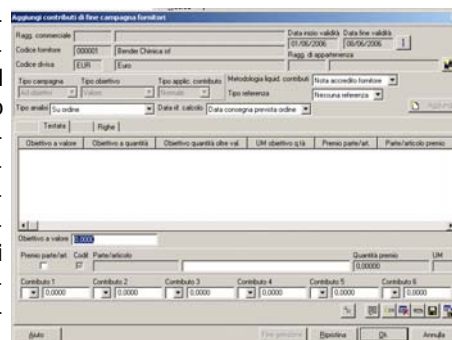 Aggiungi contributi di fine campagna fornitori
Ragg. commerciale
Data inizio validità Data fine validità
01/06/2006 08/06/2006
Codice fornitore 000001 Bender Chimica srl
Ragg. di appartenenza
Codice divisa EUR Euro
Tipo campagna Tipo obiettivo Tipo applic. contributo Metodologia liquid. contributi Nota accredito fornitore
Ad obiettivi Valore Normale Tipo referenza Nessuna referenza
Tipo analisi Su ordine Data rif. calcolo Data consegna prevista ordine
Testata Righe
Obiettivo a valore Obiettivo a quantità Obiettivo quantità oltre val. UM obiettivo q.tà Premio parte/art. Parte/articolo premio
Obiettivo a valore 0,0000
Premio parte/art. Codif. Parte/articolo Quantità premio UM
0,00000
Contributo 1 Contributo 2 Contributo 3 Contributo 4 Contributo 5 Contributo 6
0,0000 0,0000 0,0000 0,0000 0,0000 0,0000
Aiuto Fine gestione Ripristina Ok Annulla